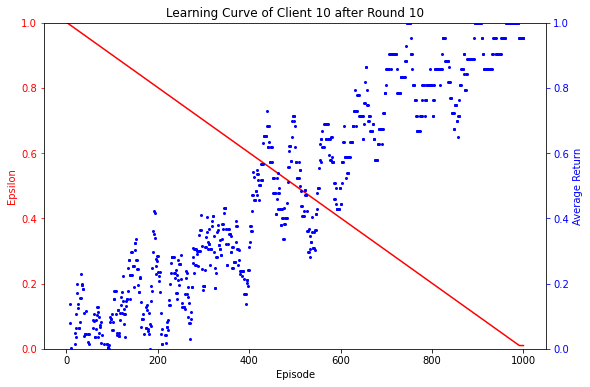 Learning Curve of Client 10 after Round 10
1.0 1.0
0.8 0.8
0.6 0.6
Epsilon Average Return
0.4 0.4
0.2 0.2
0.0 0.0
0 200 400 600 800 1000
Episode